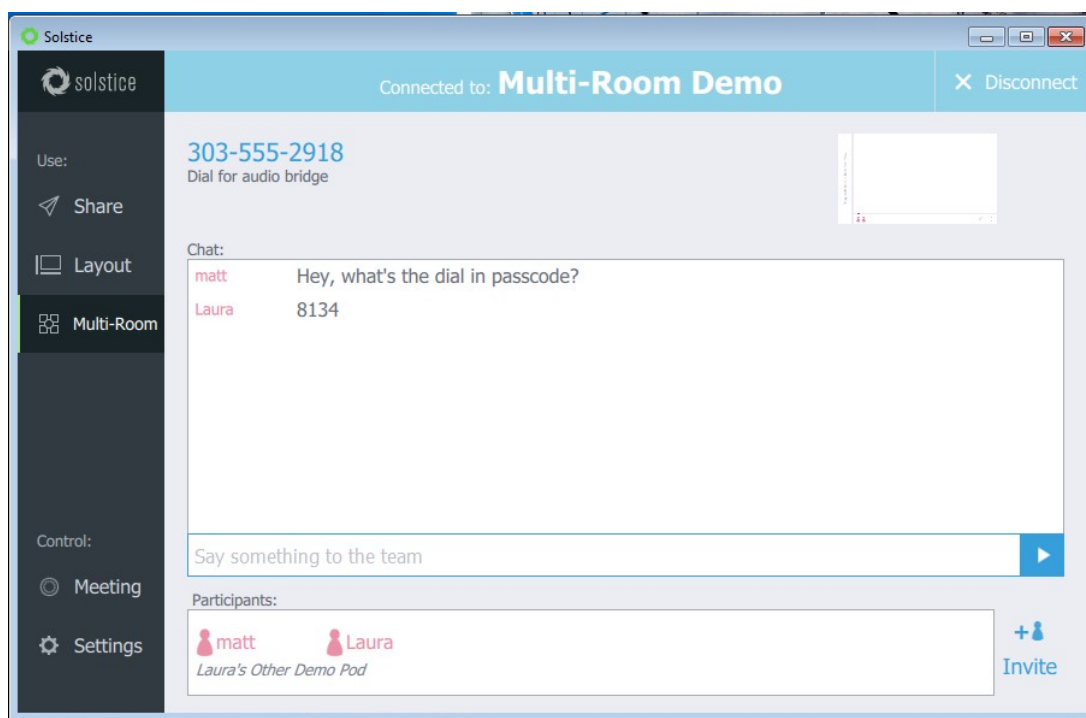 Solstice
solstice
Connected to: Multi-Room Demo
Disconnect
Use:
Share
Layout
Multi-Room
Control:
Meeting
Settings
303-555-2918
Dial for audio bridge
Chat:
matt Hey, what's the dial in passcode?
Laura 8134
Say something to the team
Participants:
matt Laura
Laura's Other Demo Pod
Invite